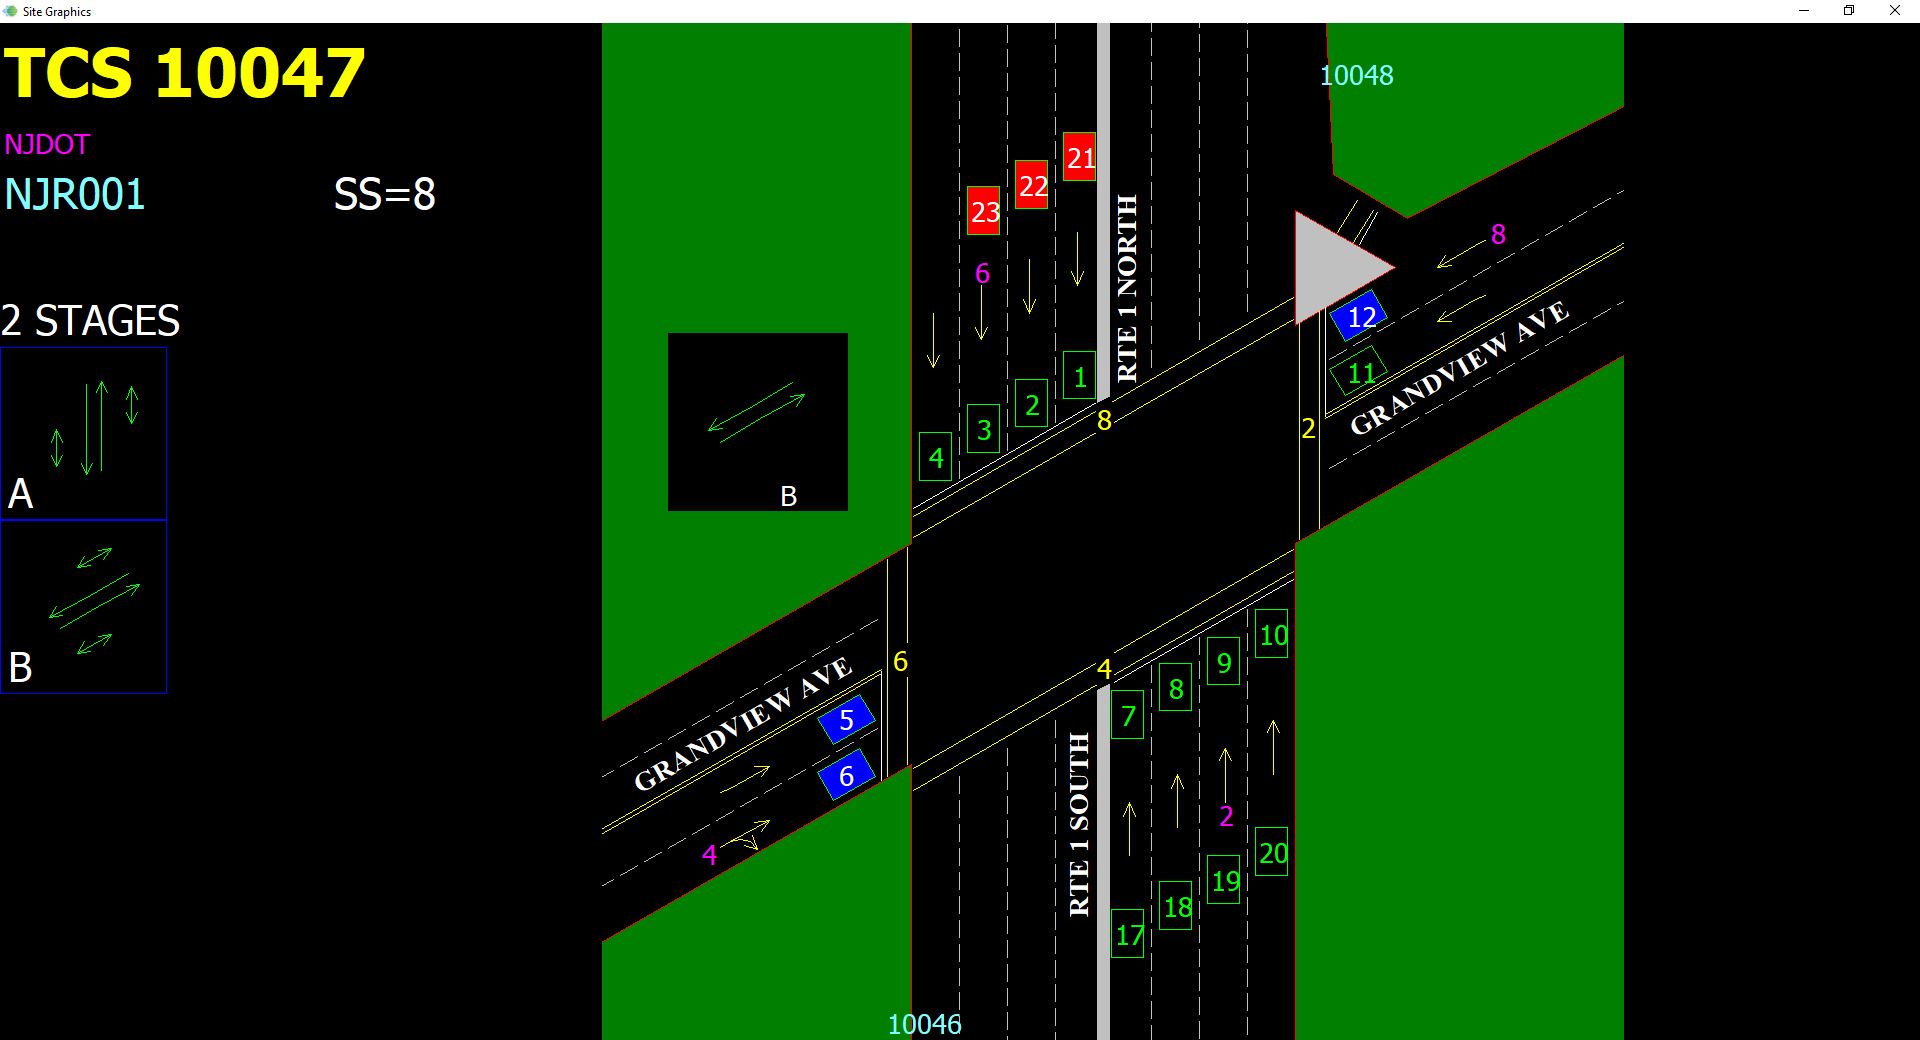 Site Graphics
TCS 10047
NJDOT
NJR001
SS=8
2 STAGES
A
B
B
10048
21
22
23
6
8
RTE 1 NORTH
12
11
GRANDVIEW AVE
1
2
3
4
8
2
6
4
GRANDVIEW AVE
5
6
4
10
9
8
7
RTE 1 SOUTH
2
20
19
18
17
10046